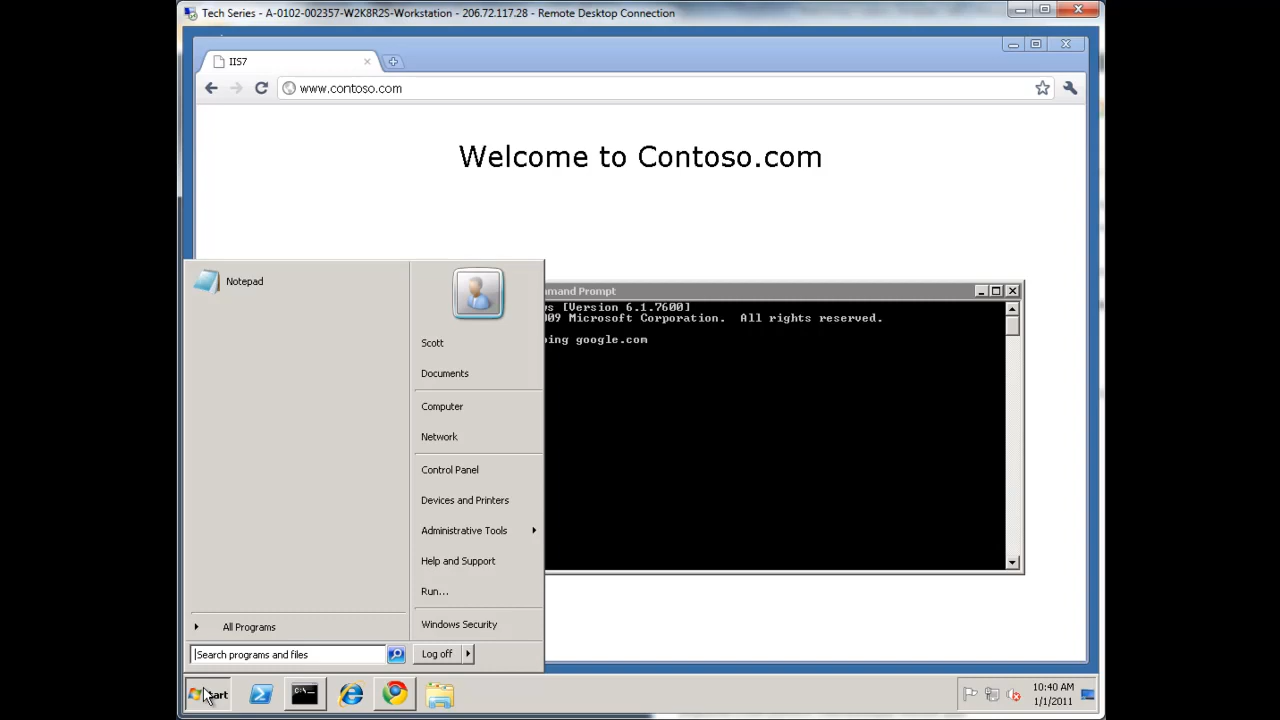 Tech Series - A-0102-002357-W2K8R2S-Workstation - 206.72.117.28 - Remote Desktop Connection
IIS7
www.contoso.com
Welcome to Contoso.com
Notepad
Scott
Documents
Computer
Network
Control Panel
Devices and Printers
Administrative Tools
Help and Support
Run...
Windows Security
All Programs
Search programs and files
Log off
mand Prompt
[Version 6.1.7600]
09 Microsoft Corporation. All rights reserved.
ping google.com
C:\
10:40 AM
1/1/2011